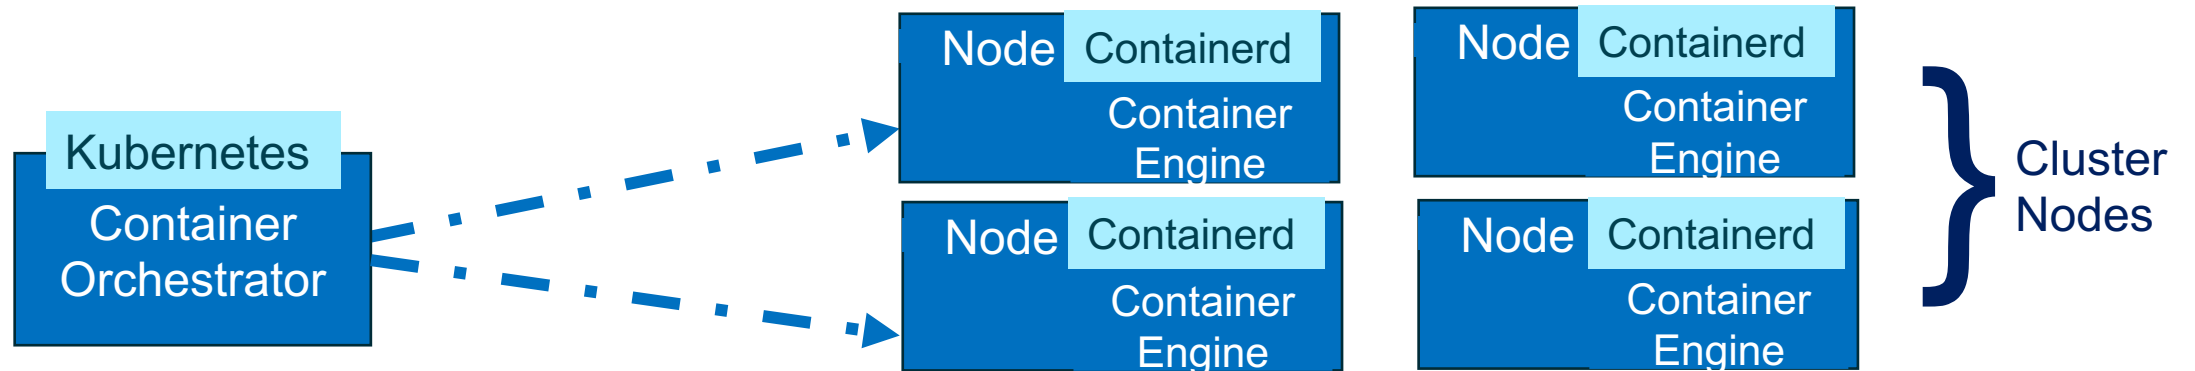 Kubernetes
Container
Orchestrator
Node Containerd
Container
Engine
Node Containerd
Container
Engine
Node Containerd
Container
Engine
Node Containerd
Container
Engine
Cluster
Nodes